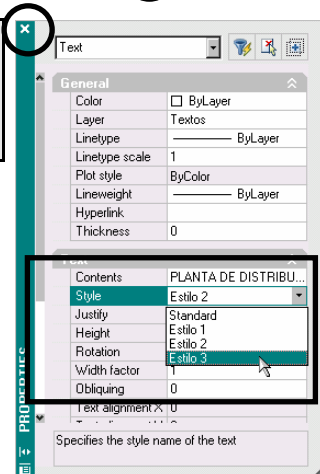 Text
General
Color ByLayer
Layer Textos
Linetype ByLayer
Linetype scale 1
Plot style ByColor
Lineweight ByLayer
Hyperlink
Thickness 0
Text
Contents PLANTA DE DISTRIBU...
Style Estilo 2
Justify Standard
Height Estilo 1
Estilo 2
Rotation Estilo 3
Width factor 1
Obliquing 0
Text alignment X 0
Specifies the style name of the text
PROPERTIES